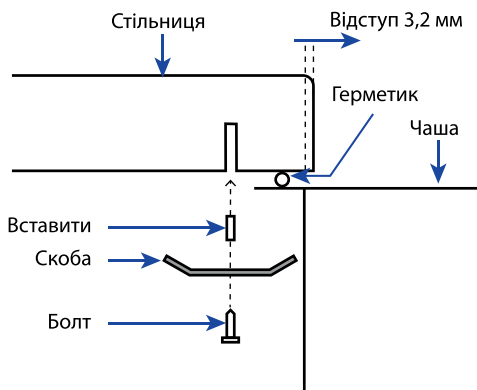 Стільниця
Відступ 3,2 мм
Герметик
Чаша
Вставити
Скоба
Болт